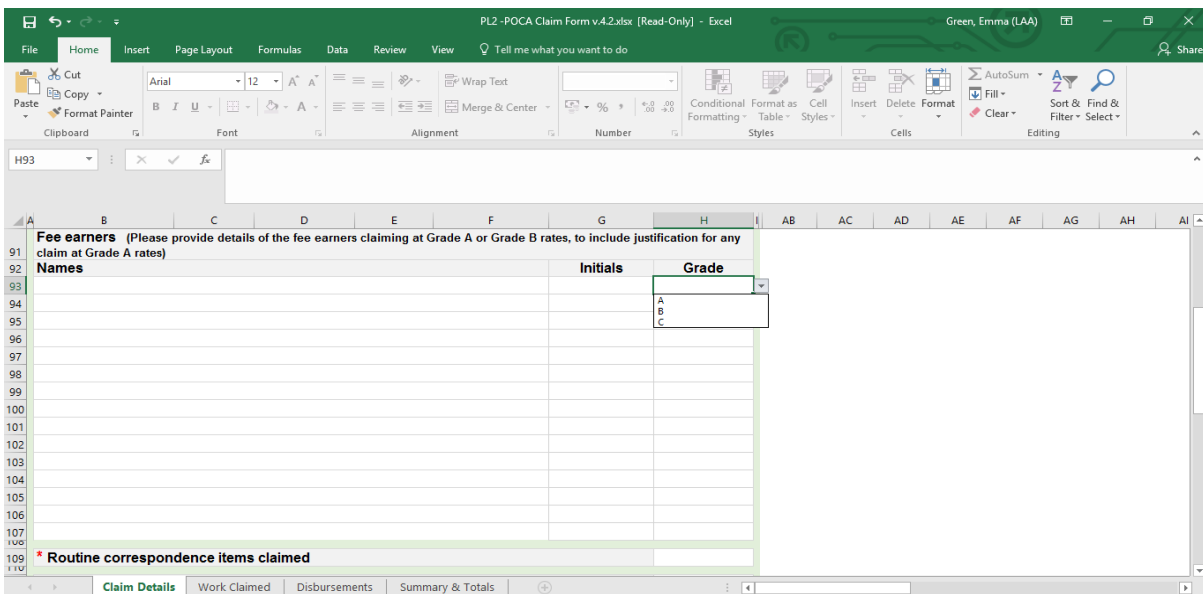 PL2 -POCA Claim Form v.4.2.xlsx [Read-Only] - Excel
Green, Emma (LAA)
File Home Insert Page Layout Formulas Data Review View Tell me what you want to do
Share
Cut
Copy
Format Painter
Paste
Arial 12
B I U
Wrap Text
Merge & Center
Conditional Formatting
Format as Table
Cell Styles
Insert Delete Format
AutoSum
Fill
Clear
Sort & Filter
Find & Select
Clipboard Font Alignment Number Styles Cells Editing
H93 fx
A B C D E F G H I AB AC AD AE AF AG AH AI
91 Fee earners (Please provide details of the fee earners claiming at Grade A or Grade B rates, to include justification for any
claim at Grade A rates)
92 Names Initials Grade
93
94 A
B
95 C
96
97
98
99
100
101
102
103
104
105
106
107
108
109 * Routine correspondence items claimed
110
Claim Details Work Claimed Disbursements Summary & Totals